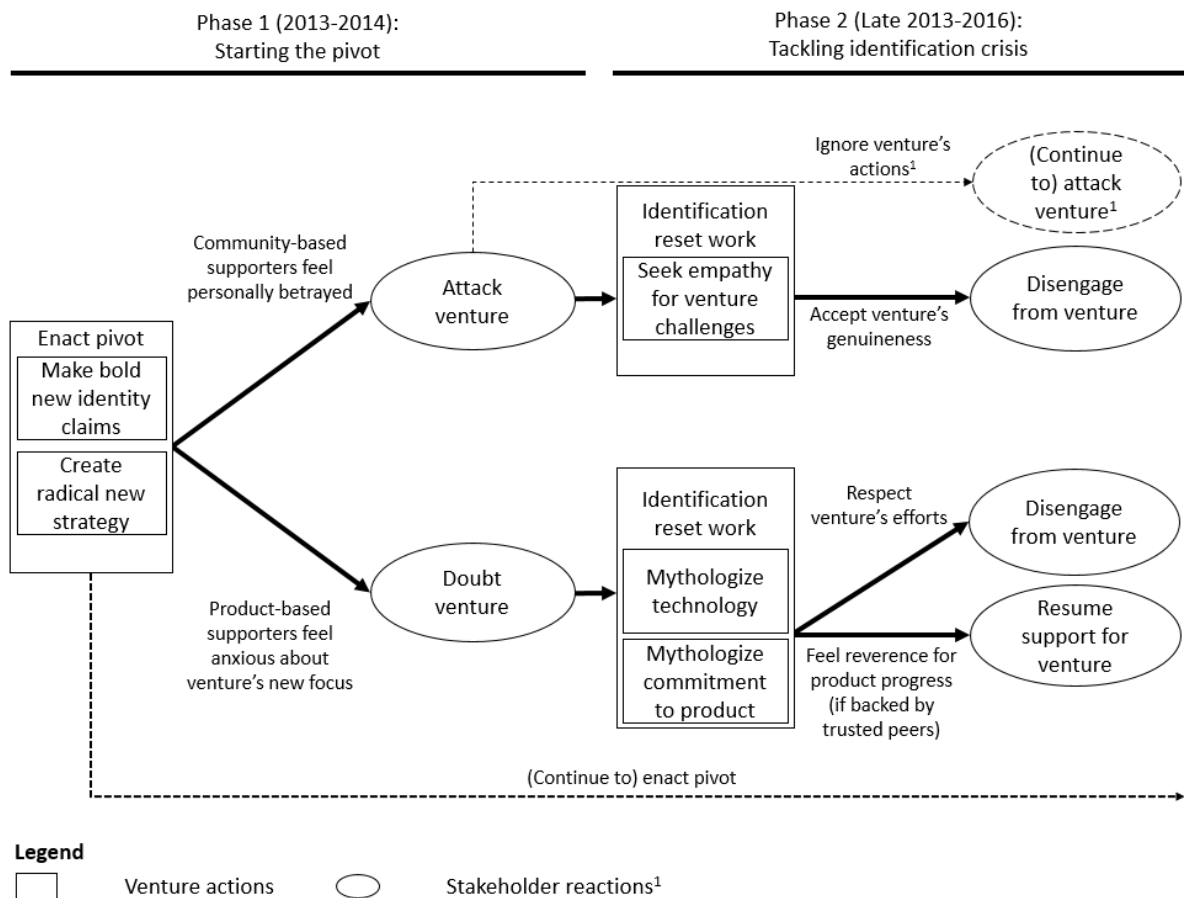 Phase 1 (2013-2014):
Starting the pivot
Phase 2 (Late 2013-2016):
Tackling identification crisis
Enact pivot
Make bold
new identity
claims
Create
radical new
strategy
Community-based
supporters feel
personally betrayed
Attack
venture
Ignore venture’s
actions¹
(Continue
to) attack
venture¹
Identification
reset work
Seek empathy
for venture
challenges
Accept venture’s
genuineness
Disengage
from venture
Product-based
supporters feel
anxious about
venture’s new focus
Doubt
venture
Identification
reset work
Mythologize
technology
Mythologize
commitment
to product
Respect
venture’s efforts
Disengage
from venture
Feel reverence for
product progress
(if backed by
trusted peers)
Resume
support for
venture
(Continue to) enact pivot
Legend
Venture actions
Stakeholder reactions¹